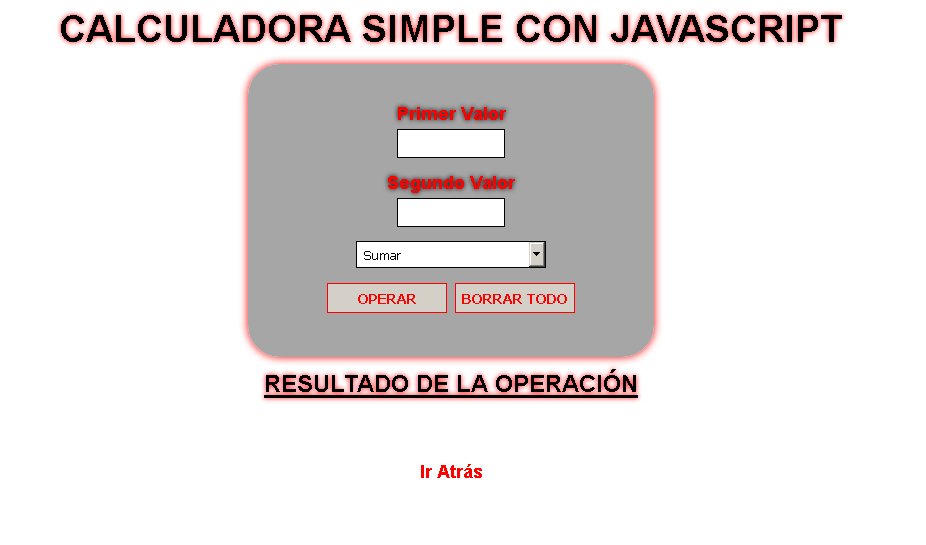 CALCULADORA SIMPLE CON JAVASCRIPT
Primer Valor
Segundo Valor
Sumar
OPERAR BORRAR TODO
RESULTADO DE LA OPERACIÓN
Ir Atrás